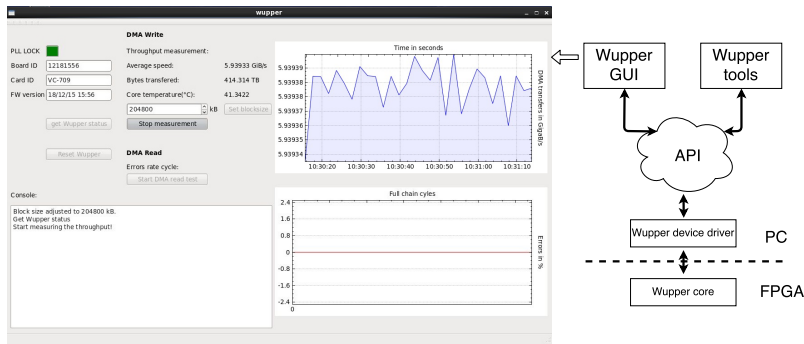 wupper
DMA Write
PLL LOCK
Throughput measurement:
Board ID 12181556
Average speed: 5.93933 GiB/s
Card ID VC-709
Bytes transfered: 414.314 TB
FW version 18/12/15 15:56
Core temperature(°C): 41.3422
204800 kB Set blocksize
get Wupper status
Stop measurement
Reset Wupper
DMA Read
Errors rate cycle:
Start DMA read test
Console:
Block size adjusted to 204800 kB.
Get Wupper status
Start measuring the throughput!
Time in seconds
5.93939
5.93938
5.93938
5.93937
5.93936
5.93935
5.93934
10:30:20 10:30:30 10:30:40 10:30:50 10:31:00 10:31:10
DMA transfers in GigaB/s
Full chain cyles
2.4
1.6
0.8
0
-0.8
-1.6
-2.4
0
Errors in %
Wupper GUI
Wupper tools
API
Wupper device driver
PC
Wupper core
FPGA